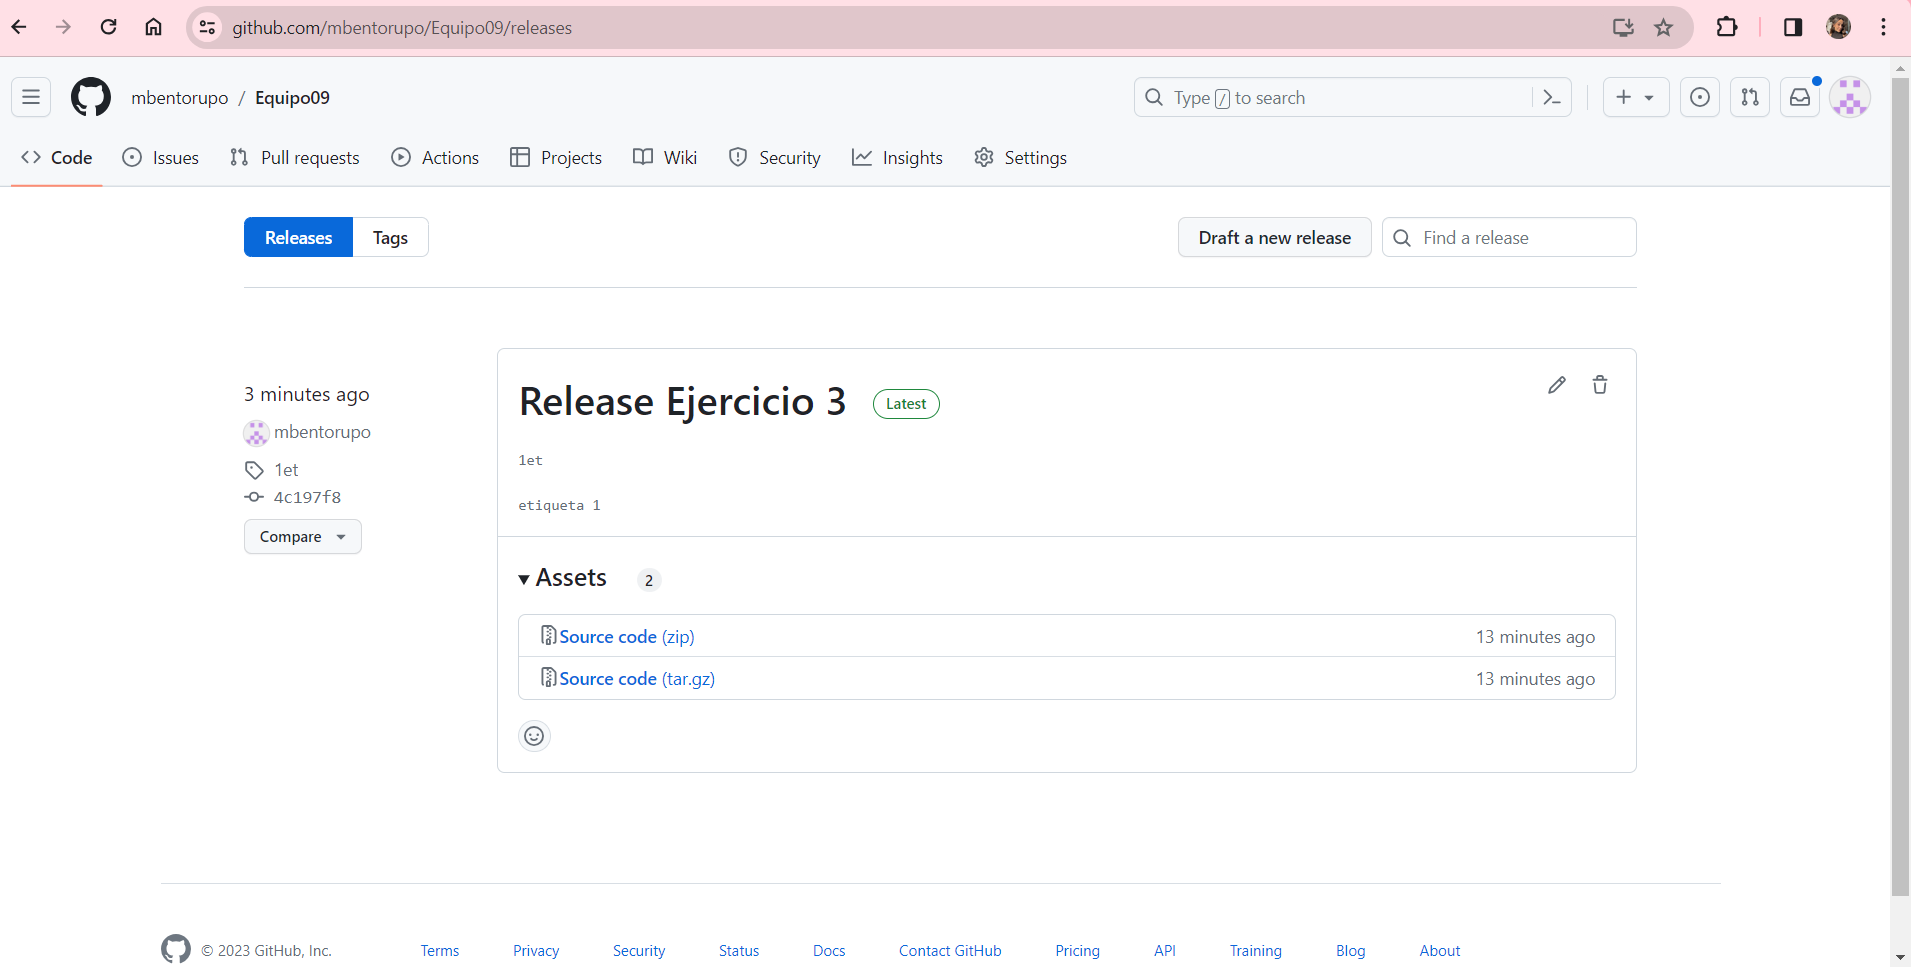 github.com/mbentorupo/Equipo09/releases
mbentorupo / Equipo09
Type / to search
Code Issues Pull requests Actions Projects Wiki Security Insights Settings
Releases Tags
Draft a new release
Find a release
3 minutes ago
mbentorupo
1et
4c197f8
Compare
Release Ejercicio 3 Latest
1et
etiqueta 1
Assets 2
Source code (zip) 13 minutes ago
Source code (tar.gz) 13 minutes ago
© 2023 GitHub, Inc. Terms Privacy Security Status Docs Contact GitHub Pricing API Training Blog About